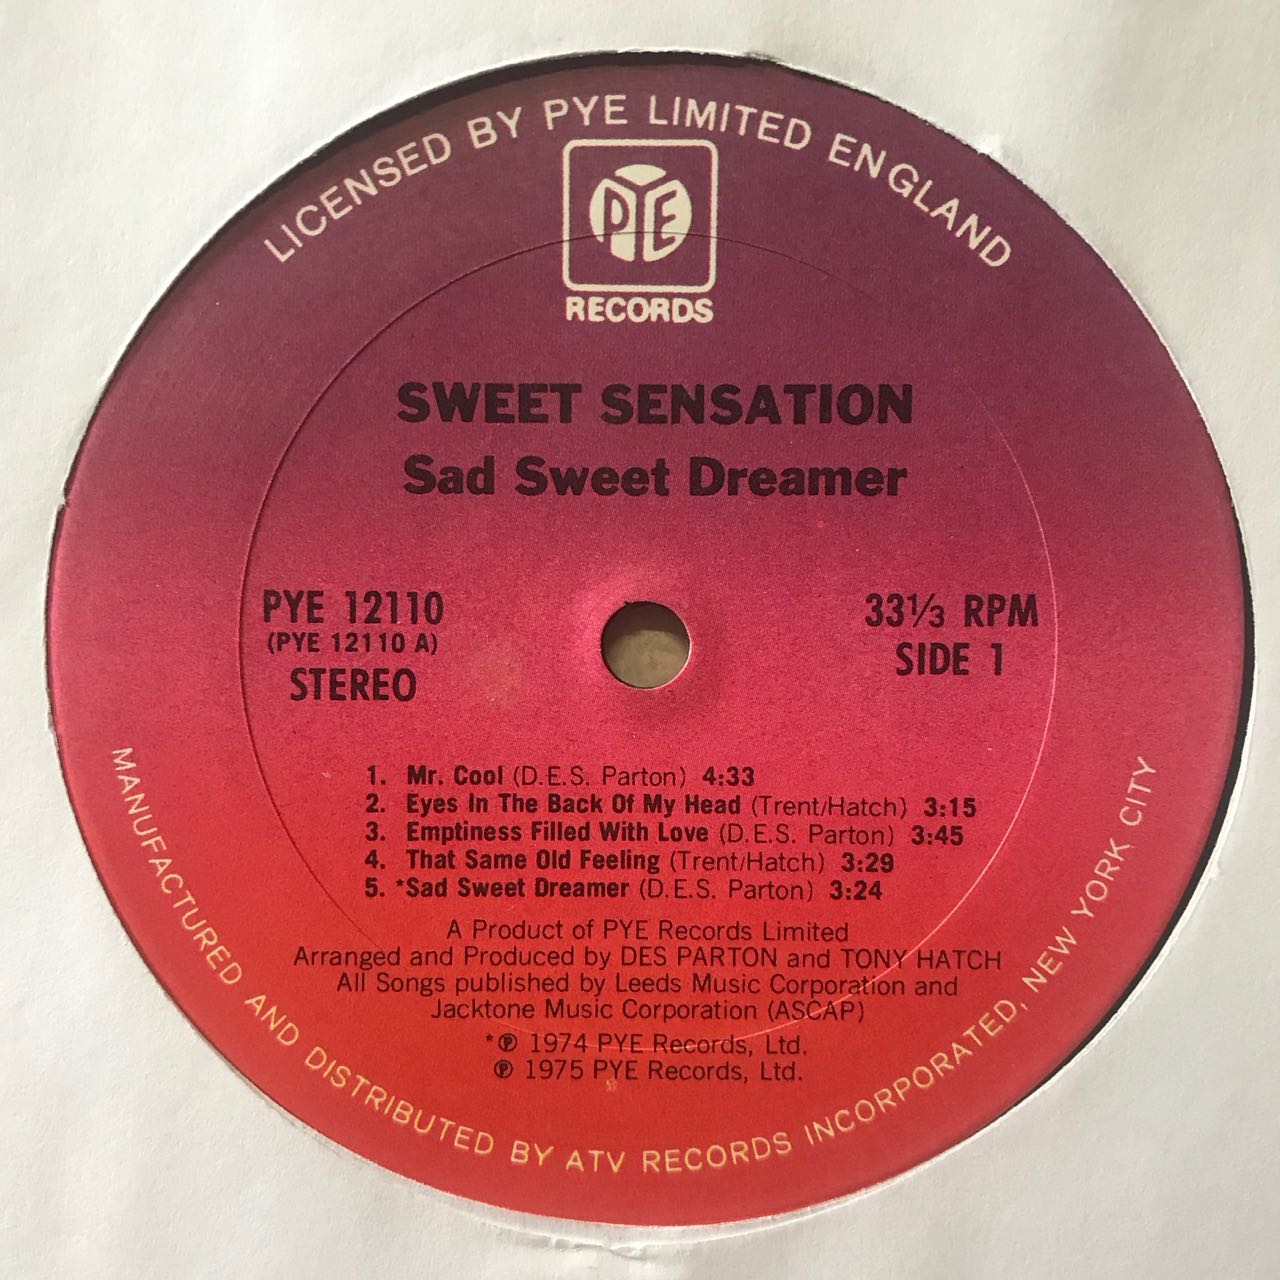 LICENSED BY PYE LIMITED ENGLAND
PYE
RECORDS
SWEET SENSATION
Sad Sweet Dreamer
PYE 12110
(PYE 12110 A)
STEREO
33⅓ RPM
SIDE 1
1. Mr. Cool (D.E.S. Parton) 4:33
2. Eyes In The Back Of My Head (Trent/Hatch) 3:15
3. Emptiness Filled With Love (D.E.S. Parton) 3:45
4. That Same Old Feeling (Trent/Hatch) 3:29
5. *Sad Sweet Dreamer (D.E.S. Parton) 3:24
A Product of PYE Records Limited
Arranged and Produced by DES PARTON and TONY HATCH
All Songs published by Leeds Music Corporation and
Jacktone Music Corporation (ASCAP)
*℗ 1974 PYE Records, Ltd.
℗ 1975 PYE Records, Ltd.
MANUFACTURED AND DISTRIBUTED BY ATV RECORDS INCORPORATED, NEW YORK CITY